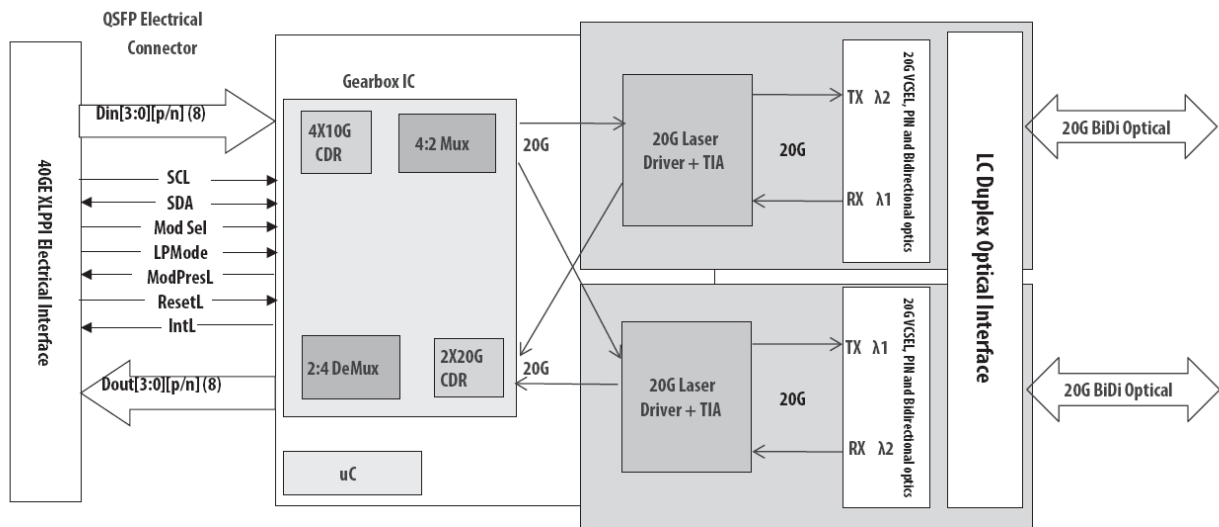 QSFP Electrical
Connector
40GE XLPPI Electrical Interface
Din[3:0][p/n] (8)
SCL
SDA
Mod Sel
LPMode
ModPresL
ResetL
IntL
Dout[3:0][p/n] (8)
Gearbox IC
4X10G
CDR
4:2 Mux
2:4 DeMux
2X20G
CDR
uC
20G
20G
20G Laser
Driver + TIA
20G
TX λ2
RX λ1
20G VCSEL, PIN and Bidirectional optics
20G Laser
Driver + TIA
20G
TX λ1
RX λ2
20G VCSEL, PIN and Bidirectional optics
LC Duplex Optical Interface
20G BiDi Optical
20G BiDi Optical